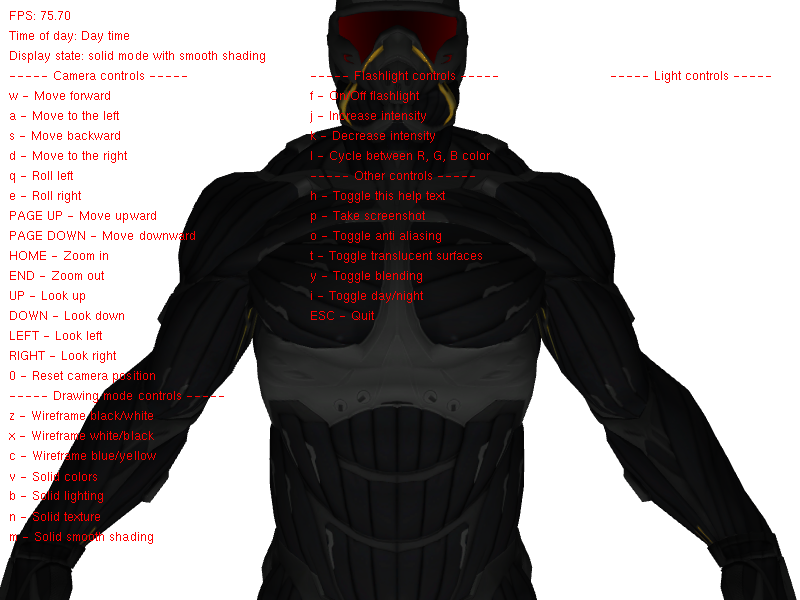 FPS: 75.70
Time of day: Day time
Display state: solid mode with smooth shading
----- Camera controls -----
w - Move forward
a - Move to the left
s - Move backward
d - Move to the right
q - Roll left
e - Roll right
PAGE UP - Move upward
PAGE DOWN - Move downward
HOME - Zoom in
END - Zoom out
UP - Look up
DOWN - Look down
LEFT - Look left
RIGHT - Look right
0 - Reset camera position
----- Drawing mode controls -----
z - Wireframe black/white
x - Wireframe white/black
c - Wireframe blue/yellow
v - Solid colors
b - Solid lighting
n - Solid texture
m - Solid smooth shading
----- Flashlight controls -----
f - On/Off flashlight
j - Increase intensity
k - Decrease intensity
l - Cycle between R, G, B color
----- Other controls -----
h - Toggle this help text
p - Take screenshot
o - Toggle anti aliasing
t - Toggle translucent surfaces
y - Toggle blending
i - Toggle day/night
ESC - Quit
----- Light controls -----